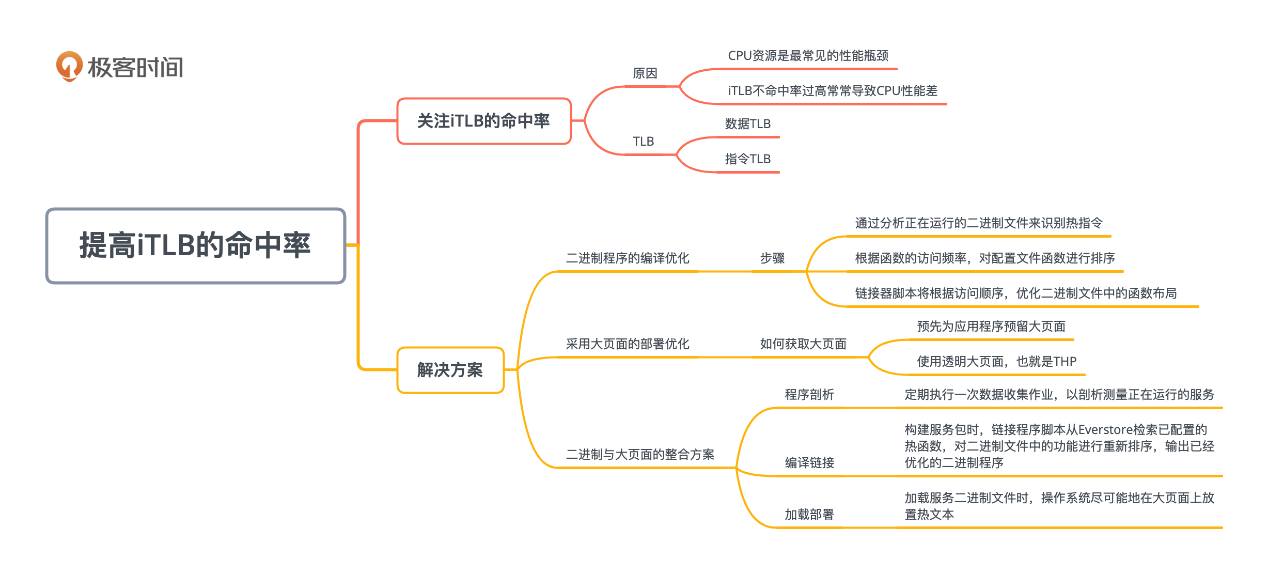 极客时间
提高iTLB的命中率
关注iTLB的命中率
原因
CPU资源是最常见的性能瓶颈
iTLB不命中率过高常常导致CPU性能差
TLB
数据TLB
指令TLB
解决方案
二进制程序的编译优化
步骤
通过分析正在运行的二进制文件来识别热指令
根据函数的访问频率，对配置文件函数进行排序
链接器脚本将根据访问顺序，优化二进制文件中的函数布局
采用大页面的部署优化
如何获取大页面
预先为应用程序预留大页面
使用透明大页面，也就是THP
二进制与大页面的整合方案
程序剖析
定期执行一次数据收集作业，以剖析测量正在运行的服务
编译链接
构建服务包时，链接程序脚本从Everstore检索已配置的
热函数，对二进制文件中的功能进行重新排序，输出已经
优化的二进制程序
加载部署
加载服务二进制文件时，操作系统尽可能地在大页面上放
置热文本